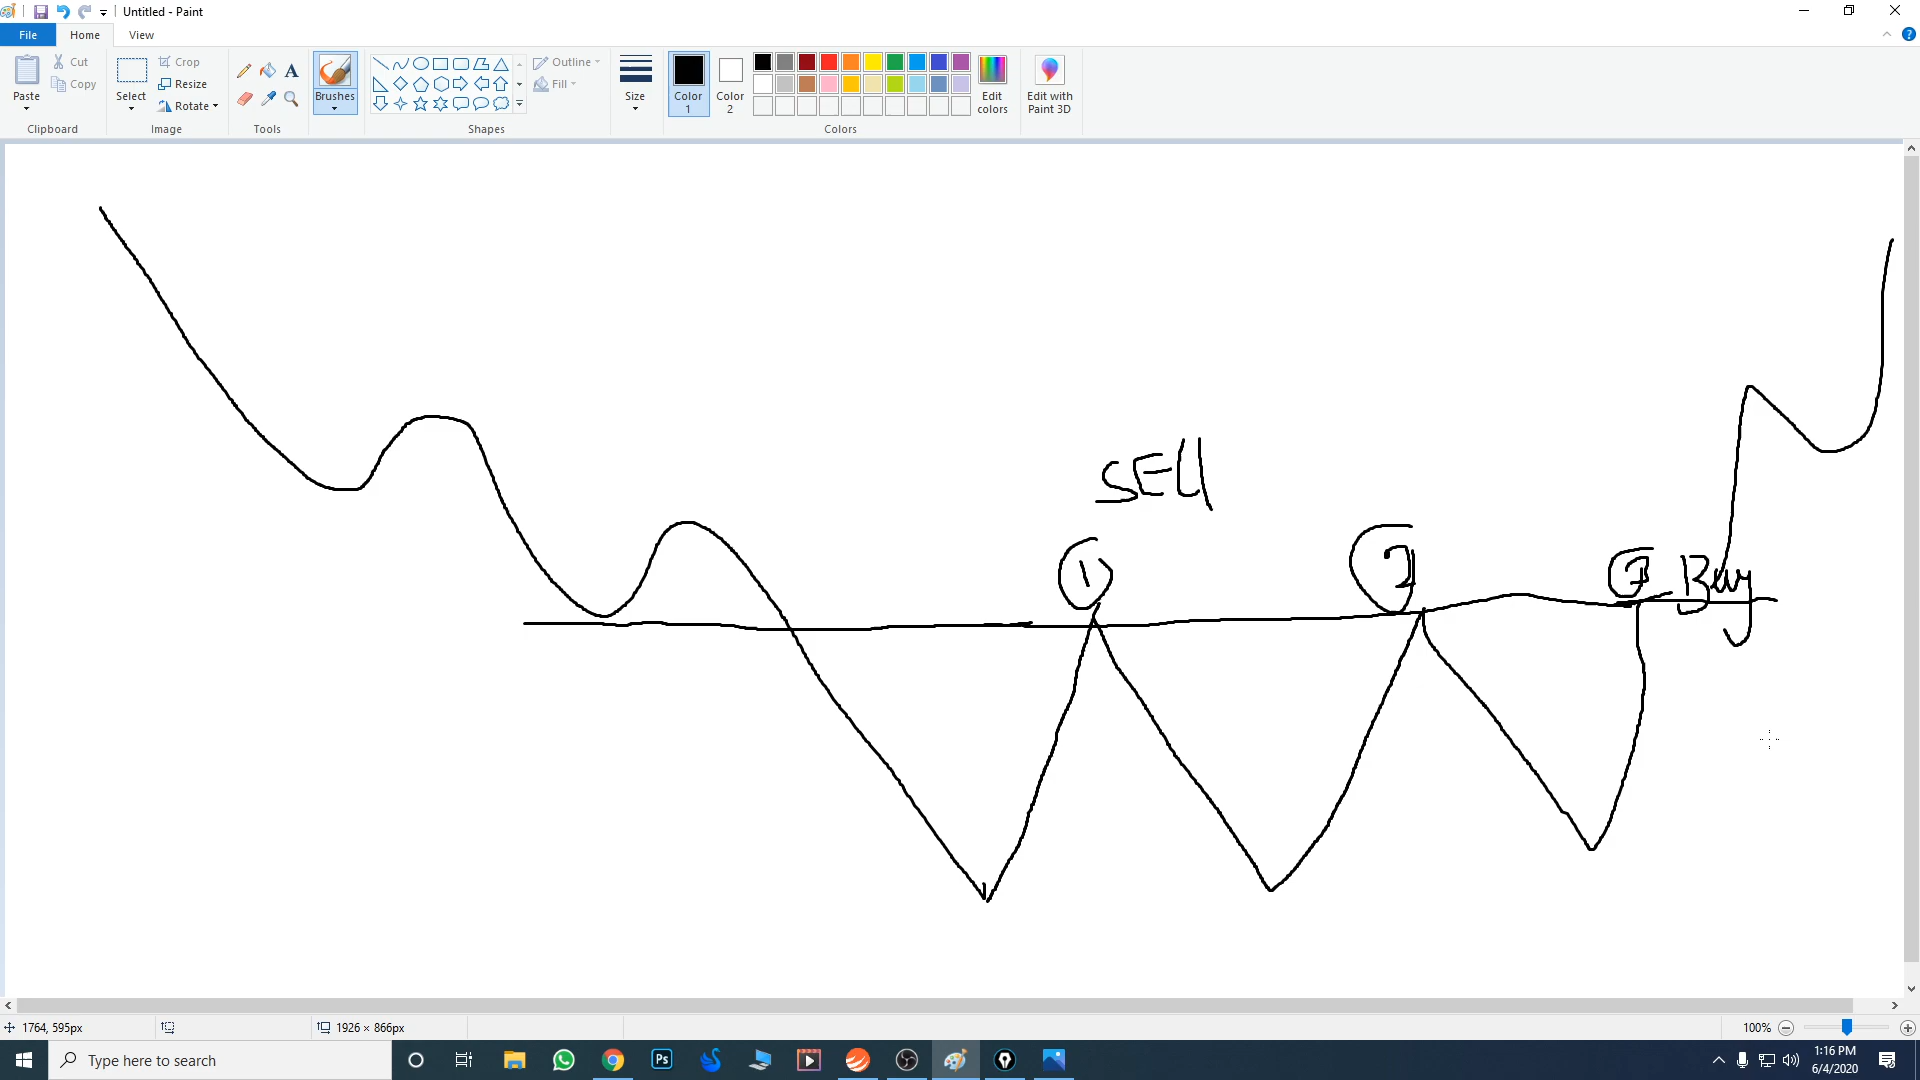 Untitled - Paint
File Home View
Paste Cut Copy Clipboard
Select Crop Resize Rotate Image
Tools
Brushes
Outline Fill Shapes
Size
Color 1 Color 2
Edit colors
Colors
Edit with Paint 3D
SEll
1 2 3 Buy
1764, 595px 1926 × 866px 100%
Type here to search
Ps
1:16 PM
6/4/2020